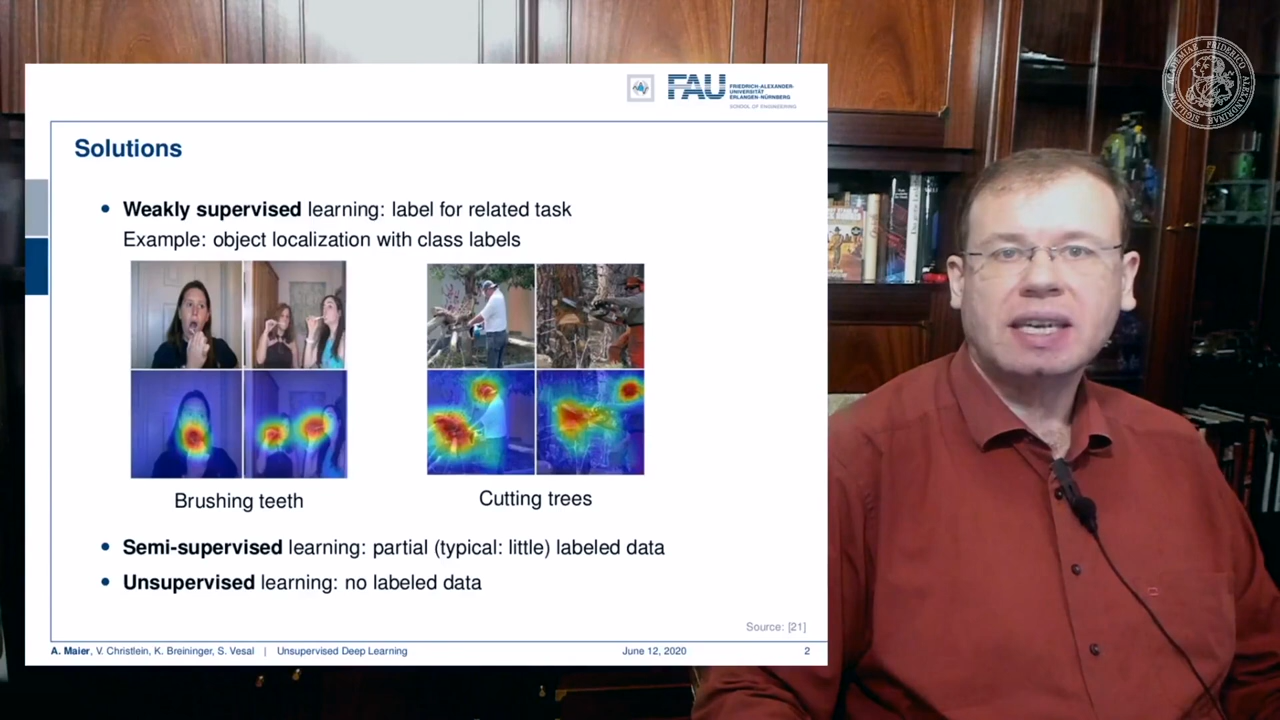 FAU
FRIEDRICH-ALEXANDER-
UNIVERSITÄT
ERLANGEN-NÜRNBERG
SCHOOL OF ENGINEERING
Solutions
• Weakly supervised learning: label for related task
Example: object localization with class labels
Brushing teeth
Cutting trees
• Semi-supervised learning: partial (typical: little) labeled data
• Unsupervised learning: no labeled data
Source: [21]
A. Maier, V. Christlein, K. Breininger, S. Vesal | Unsupervised Deep Learning
June 12, 2020
2